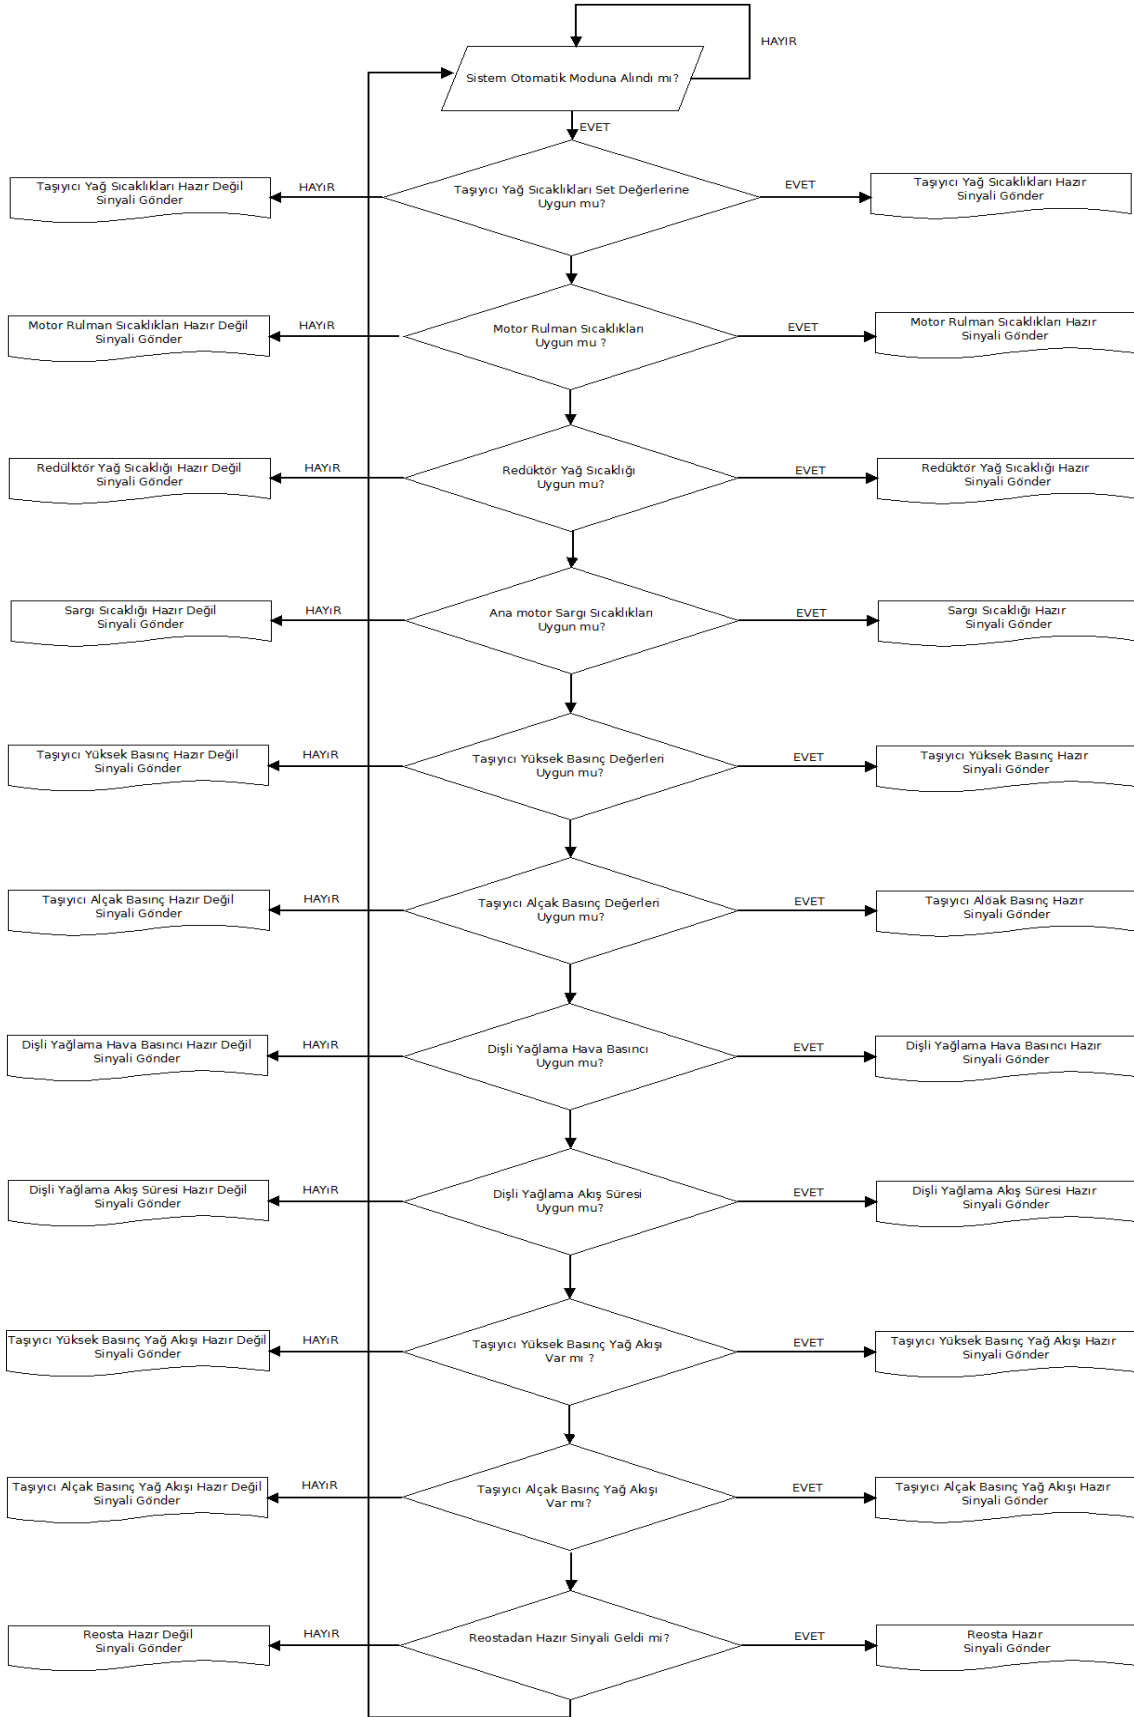 HAYIR
Sistem Otomatik Moduna Alındı mı?
EVET
Taşıyıcı Yağ Sıcaklıkları Hazır Değil
Sinyali Gönder
HAYıR
Taşıyıcı Yağ Sıcaklıkları Set Değerlerine
Uygun mu?
EVET
Taşıyıcı Yağ Sıcaklıkları Hazır
Sinyali Gönder
Motor Rulman Sıcaklıkları Hazır Değil
Sinyali Gönder
HAYıR
Motor Rulman Sıcaklıkları
Uygun mu ?
EVET
Motor Rulman Sıcaklıkları Hazır
Sinyali Gönder
Redülktör Yağ Sıcaklığı Hazır Değil
Sinyali Gönder
HAYıR
Redüktör Yağ Sıcaklığı
Uygun mu?
EVET
Redüktör Yağ Sıcaklığı Hazır
Sinyali Gönder
Sargı Sıcaklığı Hazır Değil
Sinyali Gönder
HAYıR
Ana motor Sargı Sıcaklıkları
Uygun mu?
EVET
Sargı Sıcaklığı Hazır
Sinyali Gönder
Taşıyıcı Yüksek Basınç Hazır Değil
Sinyali Gönder
HAYıR
Taşıyıcı Yüksek Basınç Değerleri
Uygun mu?
EVET
Taşıyıcı Yüksek Basınç Hazır
Sinyali Gönder
Taşıyıcı Alçak Basınç Hazır Değil
Sinyali Gönder
HAYıR
Taşıyıcı Alçak Basınç Değerleri
Uygun mu?
EVET
Taşıyıcı Alöak Basınç Hazır
Sinyali Gönder
Dişli Yağlama Hava Basıncı Hazır Değil
Sinyali Gönder
HAYıR
Dişli Yağlama Hava Basıncı
Uygun mu?
EVET
Dişli Yağlama Hava Basıncı Hazır
Sinyali Gönder
Dişli Yağlama Akış Süresi Hazır Değil
Sinyali Gönder
HAYıR
Dişli Yağlama Akış Süresi
Uygun mu?
EVET
Dişli Yağlama Akış Süresi Hazır
Sinyali Gönder
Taşıyıcı Yüksek Basınç Yağ Akışı Hazır Değil
Sinyali Gönder
HAYıR
Taşıyıcı Yüksek Basınç Yağ Akışı
Var mı ?
EVET
Taşıyıcı Yüksek Basınç Yağ Akışı Hazır
Sinyali Gönder
Taşıyıcı Alçak Basınç Yağ Akışı Hazır Değil
Sinyali Gönder
HAYıR
Taşıyıcı Alçak Basınç Yağ Akışı
Var mı?
EVET
Taşıyıcı Alçak Basınç Yağ Akışı Hazır
Sinyali Gönder
Reosta Hazır Değil
Sinyali Gönder
HAYıR
Reostadan Hazır Sinyali Geldi mi?
EVET
Reosta Hazır
Sinyali Gönder